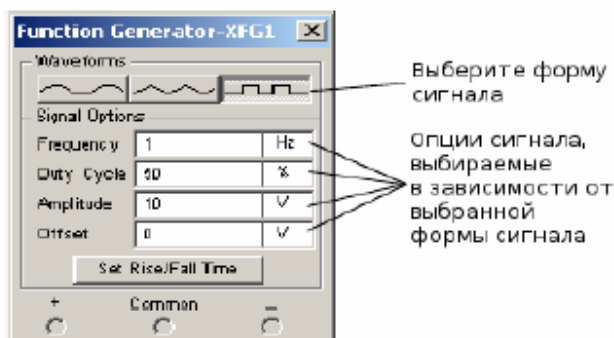 Function Generator-XFG1
Waveforms
Выберите форму
сигнала
Signal Options
Frequency 1 Hz
Duty Cycle 50 %
Amplitude 10 V
Offset 0 V
Опции сигнала,
выбираемые
в зависимости от
выбранной
формы сигнала
Set Rise/Fall Time
+ Common -